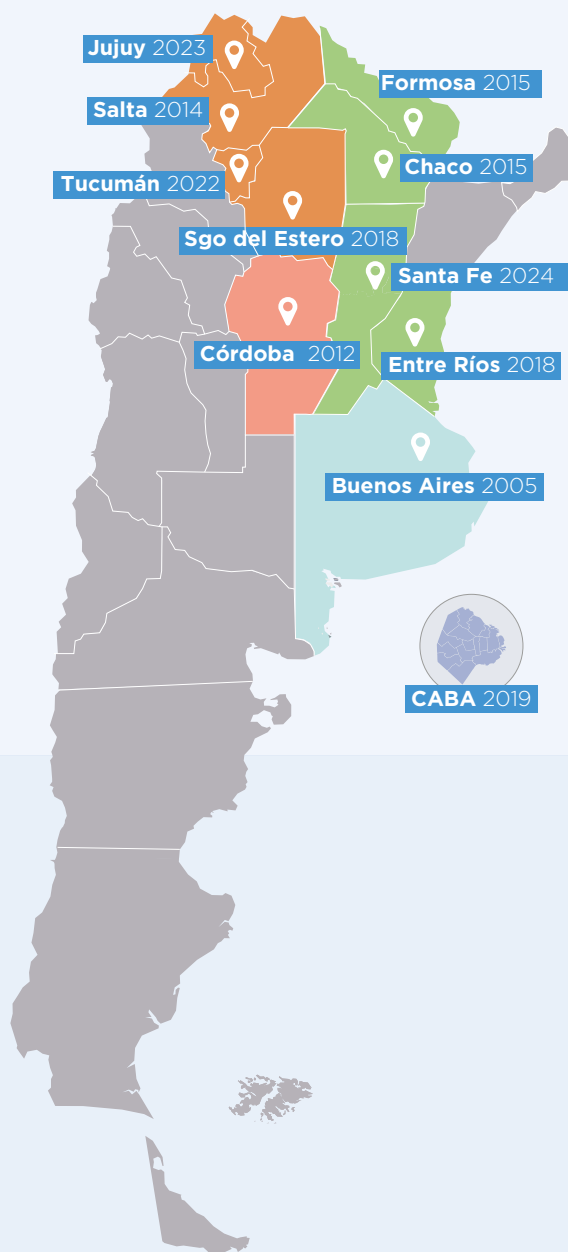 Jujuy 2023
Formosa 2015
Salta 2014
Chaco 2015
Tucumán 2022
Sgo del Estero 2018
Santa Fe 2024
Córdoba 2012
Entre Ríos 2018
Buenos Aires 2005
CABA 2019